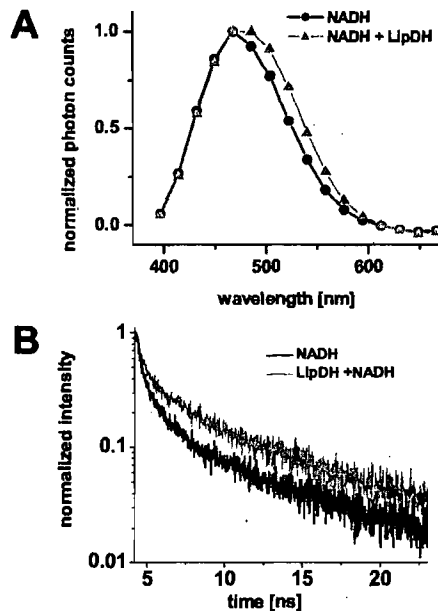 A
NADH
NADH + LipDH
normalized photon counts
1.0
0.5
0.0
400
500
600
wavelength [nm]
B
NADH
LipDH +NADH
normalized intensity
1
0.1
0.01
5
10
15
20
time [ns]